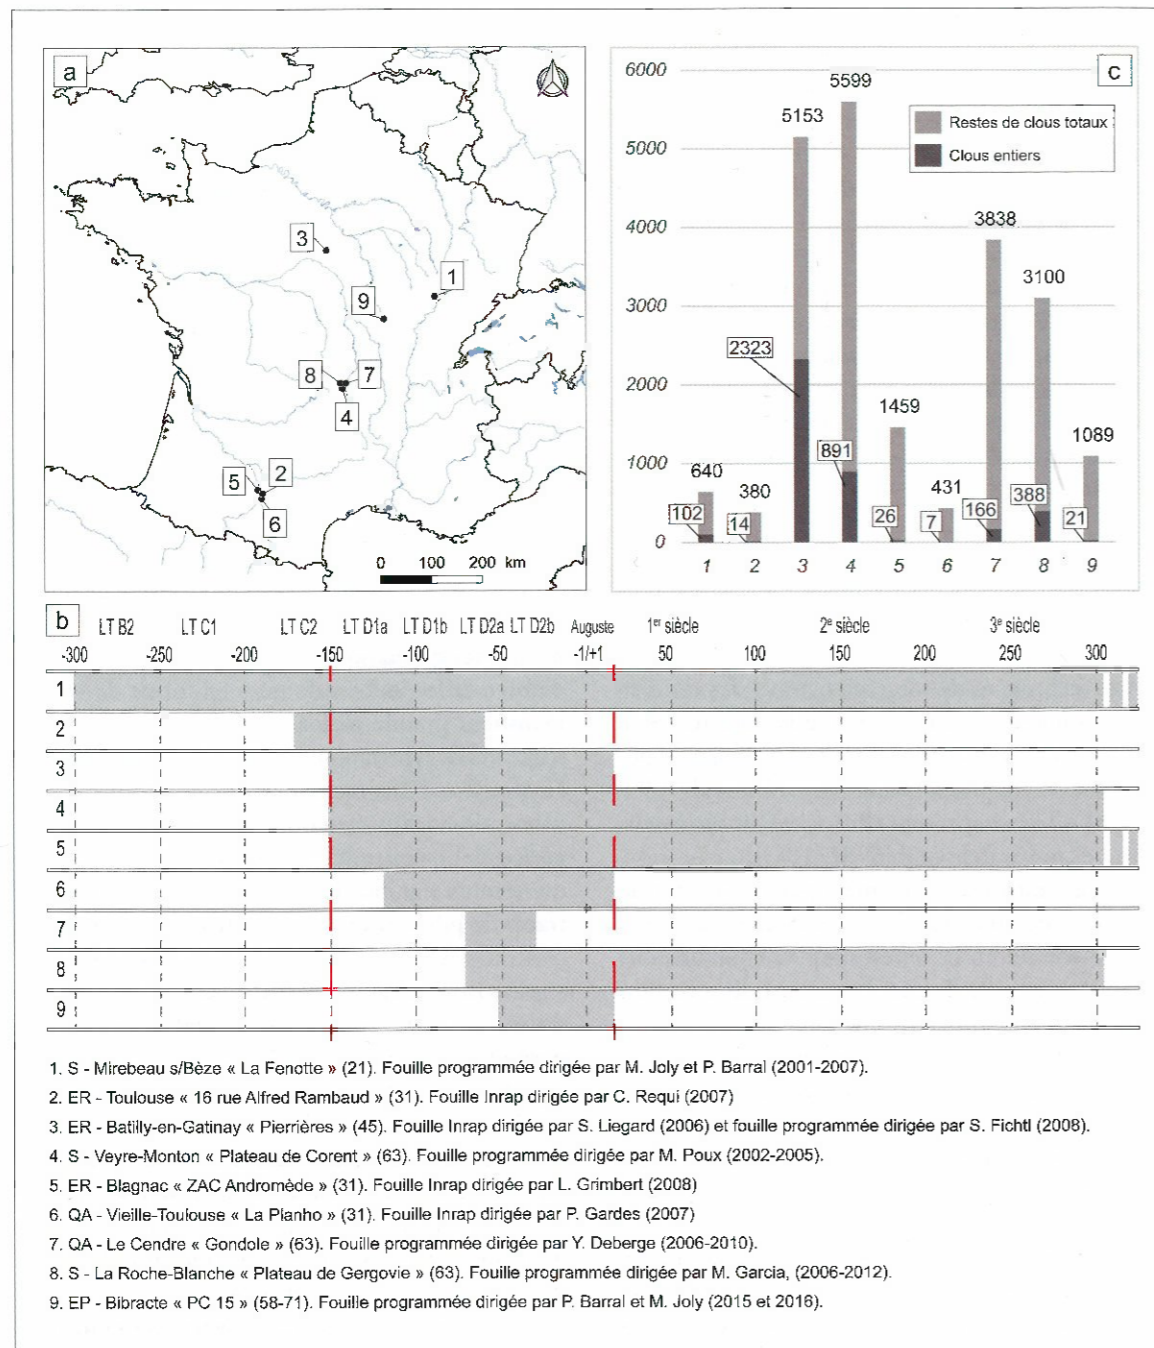 a
3
1
9
8
7
4
2
5
6
0 100 200 km
c
6000
5000
4000
3000
2000
1000
0
Restes de clous totaux
Clous entiers
640
380
5153
5599
1459
431
3838
3100
1089
102
14
2323
891
26
7
166
388
21
1 2 3 4 5 6 7 8 9
b
LT B2 LT C1 LT C2 LT D1a LT D1b LT D2a LT D2b Auguste 1er siècle 2e siècle 3e siècle
-300 -250 -200 -150 -100 -50 -1/+1 50 100 150 200 250 300
1
2
3
4
5
6
7
8
9
1. S - Mirebeau s/Bèze « La Fenotte » (21). Fouille programmée dirigée par M. Joly et P. Barral (2001-2007).
2. ER - Toulouse « 16 rue Alfred Rambaud » (31). Fouille Inrap dirigée par C. Requi (2007)
3. ER - Batilly-en-Gatinay « Pierrières » (45). Fouille Inrap dirigée par S. Liegard (2006) et fouille programmée dirigée par S. Fichtl (2008).
4. S - Veyre-Monton « Plateau de Corent » (63). Fouille programmée dirigée par M. Poux (2002-2005).
5. ER - Blagnac « ZAC Andromède » (31). Fouille Inrap dirigée par L. Grimbert (2008)
6. QA - Vieille-Toulouse « La Planho » (31). Fouille Inrap dirigée par P. Gardes (2007)
7. QA - Le Cendre « Gondole » (63). Fouille programmée dirigée par Y. Deberge (2006-2010).
8. S - La Roche-Blanche « Plateau de Gergovie » (63). Fouille programmée dirigée par M. Garcia, (2006-2012).
9. EP - Bibracte « PC 15 » (58-71). Fouille programmée dirigée par P. Barral et M. Joly (2015 et 2016).